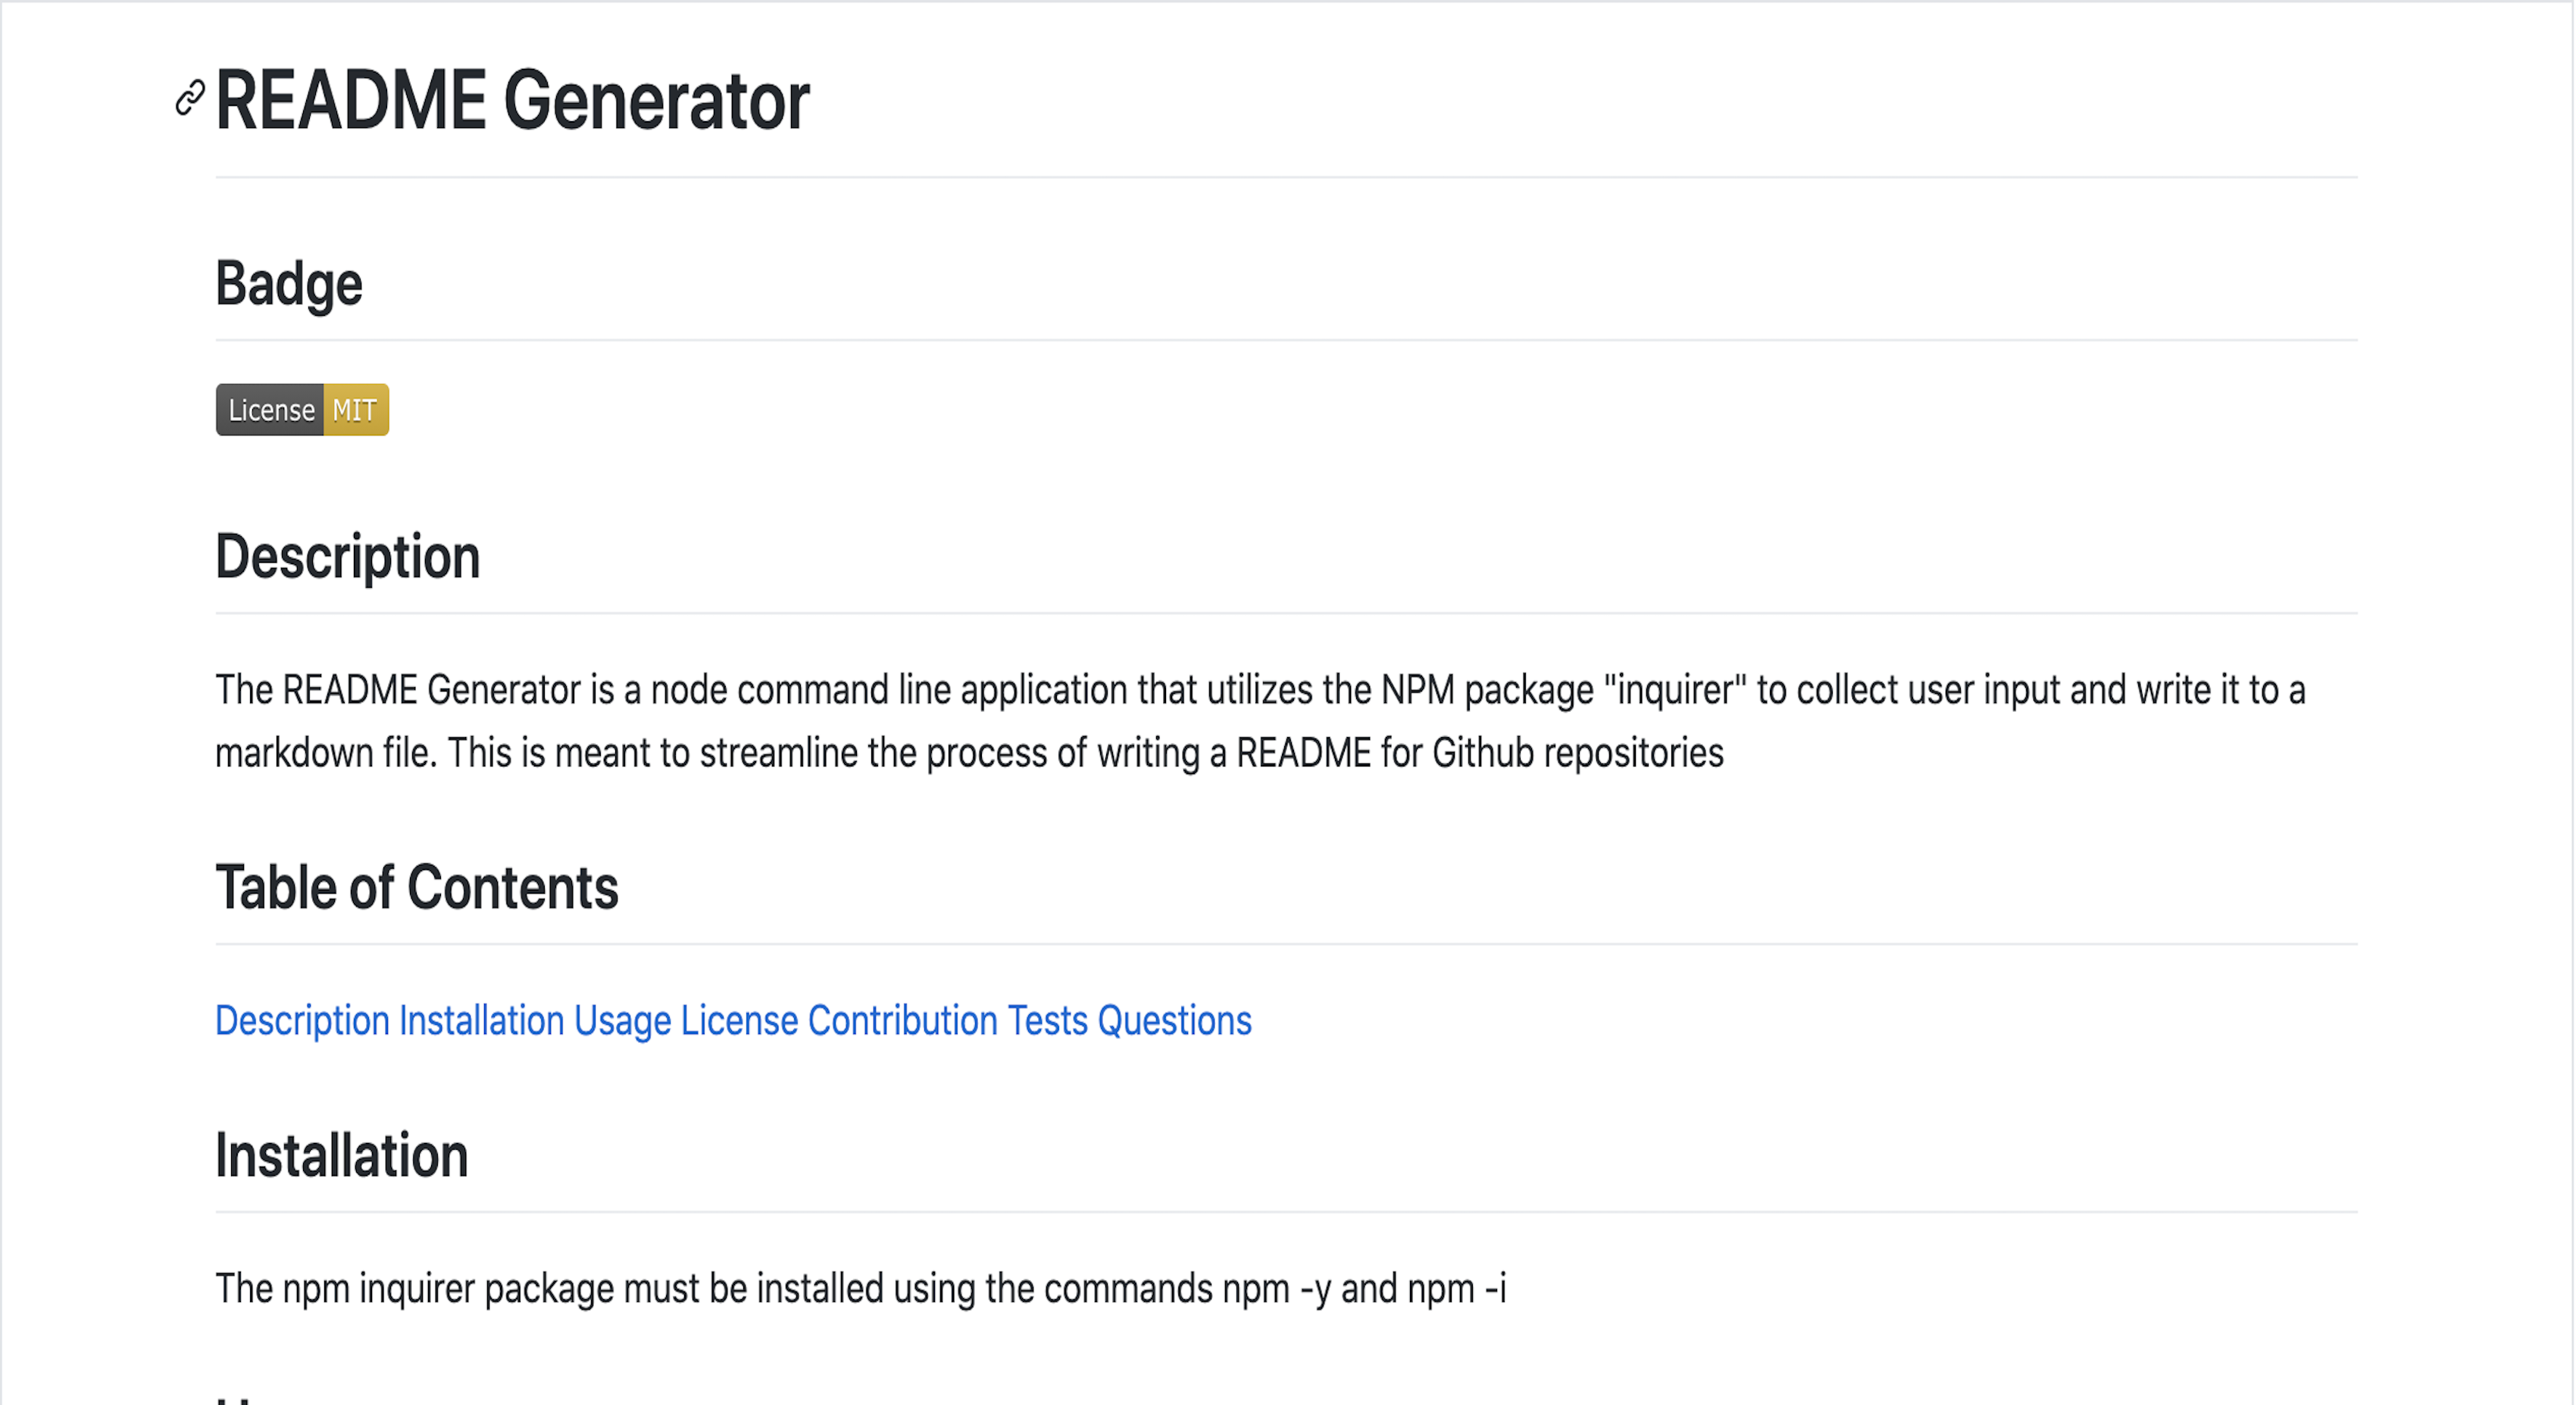 README Generator
Badge
License MIT
Description
The README Generator is a node command line application that utilizes the NPM package "inquirer" to collect user input and write it to a
markdown file. This is meant to streamline the process of writing a README for Github repositories
Table of Contents
Description Installation Usage License Contribution Tests Questions
Installation
The npm inquirer package must be installed using the commands npm -y and npm -i